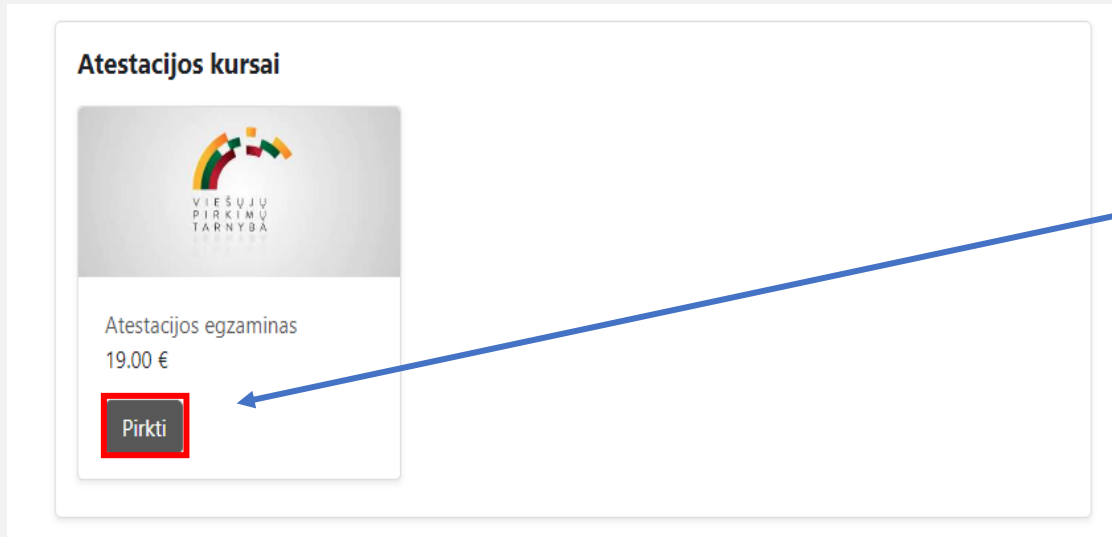 Atestacijos kursai
VIEŠŲJŲ
PIRKIMŲ
TARNYBA
Atestacijos egzaminas
19.00 €
Pirkti